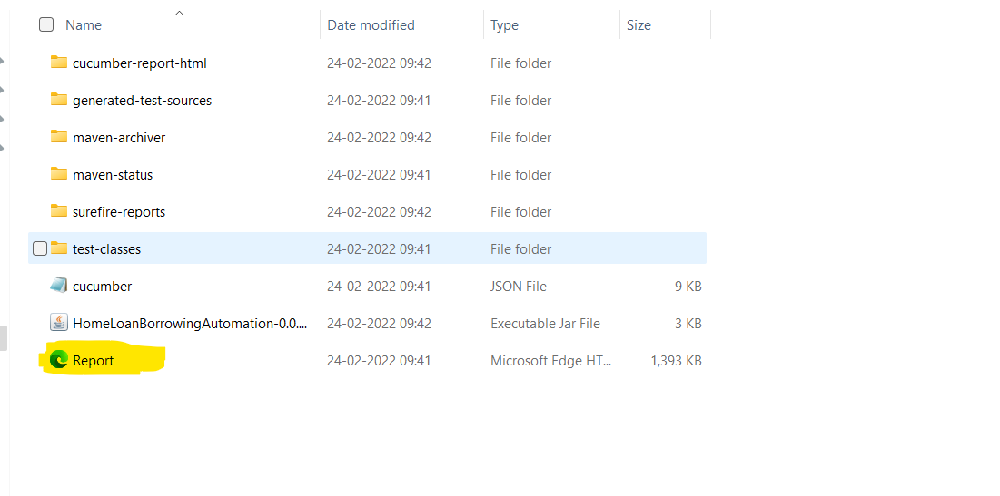 Name Date modified Type Size
cucumber-report-html 24-02-2022 09:42 File folder
generated-test-sources 24-02-2022 09:41 File folder
maven-archiver 24-02-2022 09:42 File folder
maven-status 24-02-2022 09:41 File folder
surefire-reports 24-02-2022 09:42 File folder
test-classes 24-02-2022 09:41 File folder
cucumber 24-02-2022 09:41 JSON File 9 KB
HomeLoanBorrowingAutomation-0.0.... 24-02-2022 09:42 Executable Jar File 3 KB
Report 24-02-2022 09:41 Microsoft Edge HT... 1,393 KB